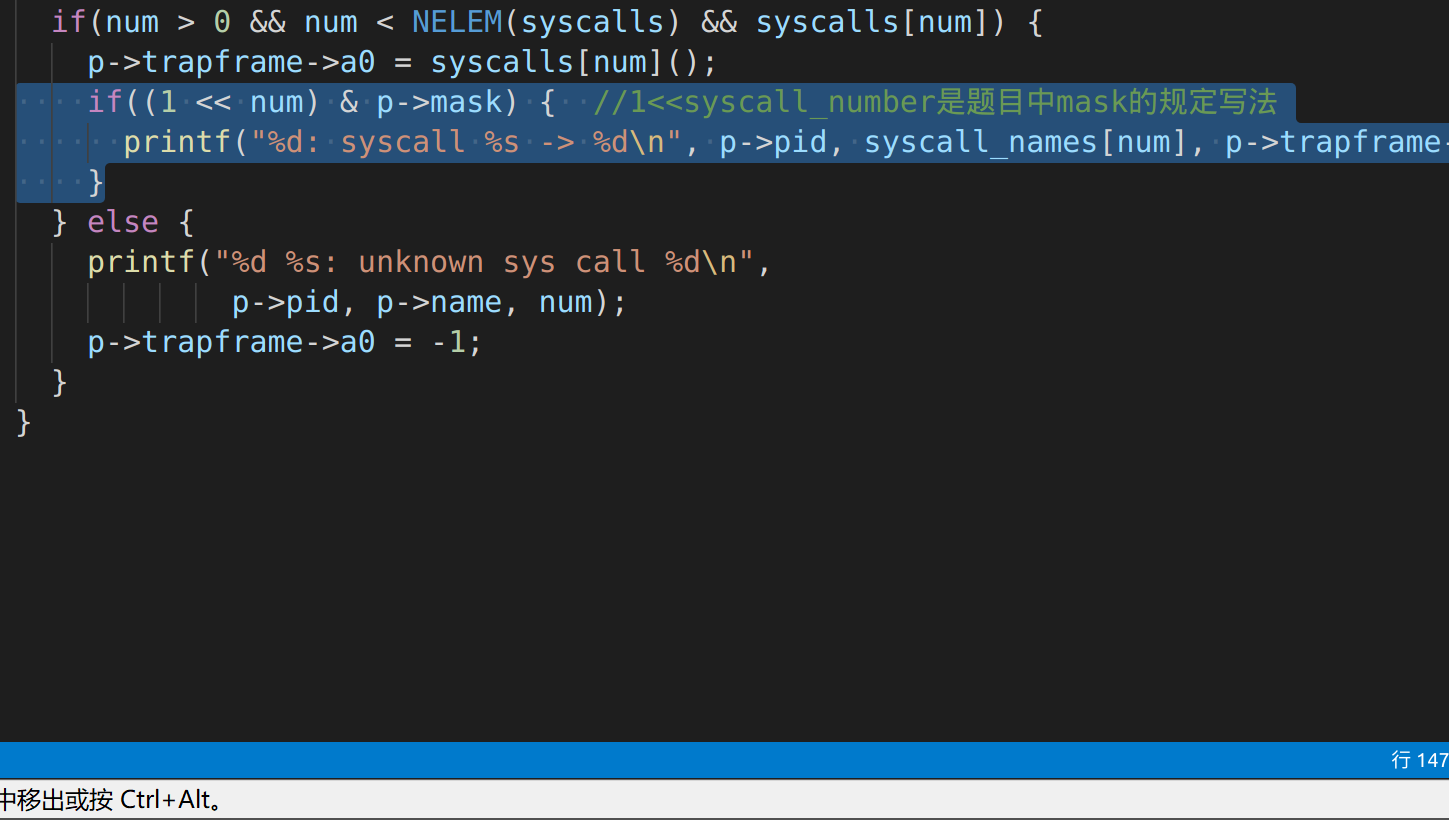 if(num > 0 && num < NELEM(syscalls) && syscalls[num]) {
p->trapframe->a0 = syscalls[num]();
if((1 << num) & p->mask) {  //1<<syscall_number是题目中mask的规定写法
printf("%d: syscall %s -> %d\n", p->pid, syscall_names[num], p->trapframe-
}
} else {
printf("%d %s: unknown sys call %d\n",
p->pid, p->name, num);
p->trapframe->a0 = -1;
}
}
行 147
中移出或按 Ctrl+Alt。